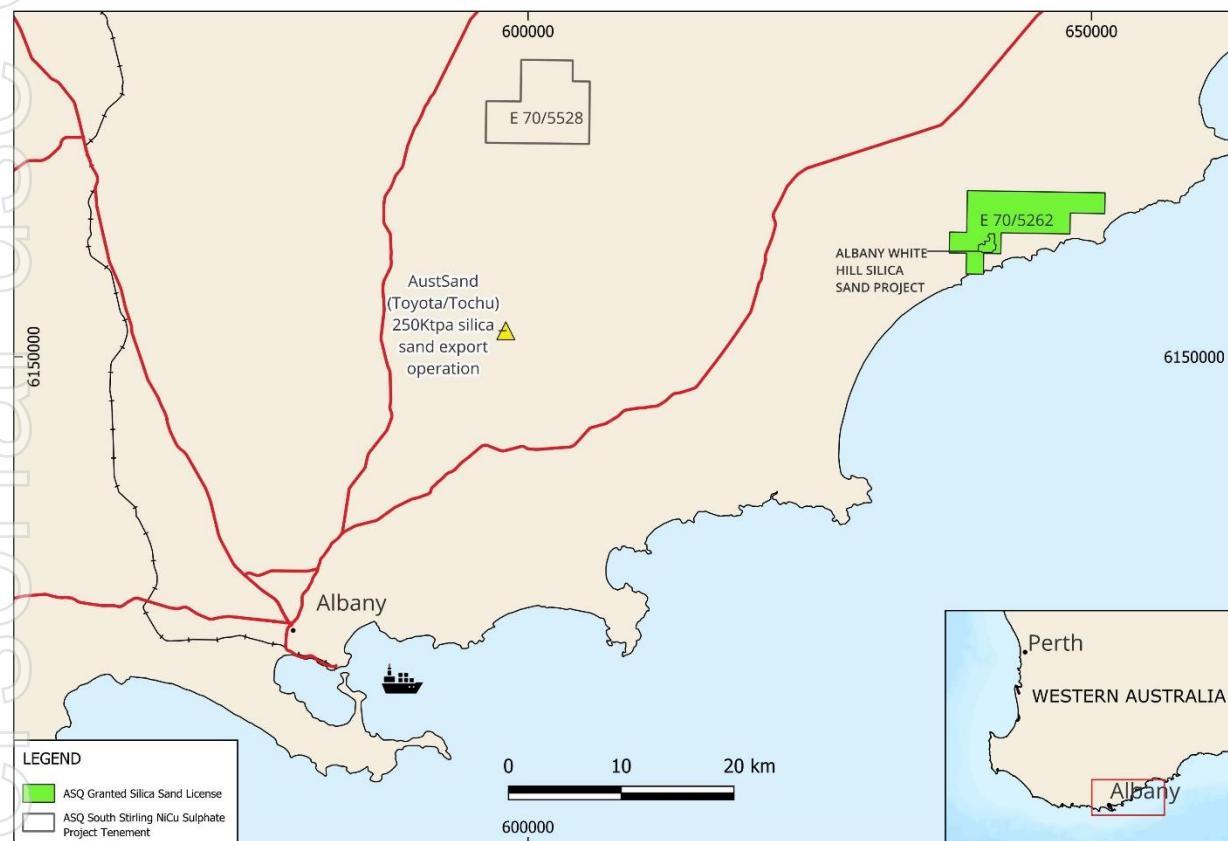 600000
650000
E 70/5528
E 70/5262
ALBANY WHITE
HILL SILICA
SAND PROJECT
AustSand
(Toyota/Tochu)
250Ktpa silica
sand export
operation
6150000
6150000
Albany
Perth
WESTERN AUSTRALIA
Albany
LEGEND
ASQ Granted Silica Sand License
ASQ South Stirling NiCu Sulphate
Project Tenement
0 10 20 km
600000